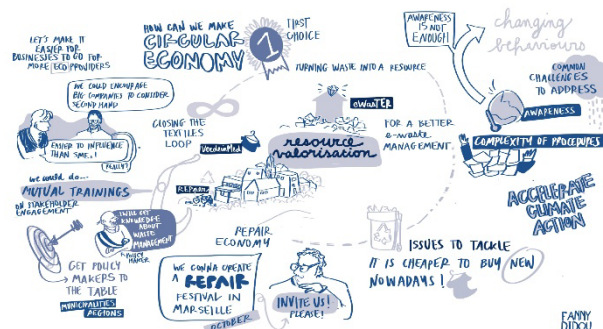 LET'S MAKE IT
EASIER FOR
BUSINESSES TO GO FOR
MORE ECO PROVIDERS
WE COULD ENCOURAGE
BIG COMPANIES TO CONSIDER
SECOND HAND
EASIER TO INFLUENCE
THAN SME..!
REALLY?
we could do...
MUTUAL TRAININGS
ON STAKEHOLDER
ENGAGEMENT
KNOWLEDGE
ABOUT
WASTE
MANAGEMENT
POLICY
MAKER
GET POLICY
MAKERS TO
THE TABLE
MUNICIPALITIES
REGIONS
HOW CAN WE MAKE
CIRCULAR
ECONOMY
1
FIRST
CHOICE
TURNING WASTE INTO A RESOURCE
eWasTER
CLOSING THE
TEXTILES
LOOP
resource
valorisation
FOR A BETTER
e-waste
MANAGEMENT
REPAIR
ECONOMY
WE GONNA CREATE
A REPAIR
FESTIVAL IN
MARSEILLE
OCTOBER
INVITE US!
PLEASE!
AWARENESS
IS NOT
ENOUGH
changing
behaviours
COMMON
CHALLENGES
TO ADDRESS
AWARENESS
COMPLEXITY OF PROCEDURES
ACCELERATE
CLIMATE
ACTION
ISSUES TO TACKLE
IT IS CHEAPER TO BUY NEW
NOWADAYS!
FANNY
DIDOU